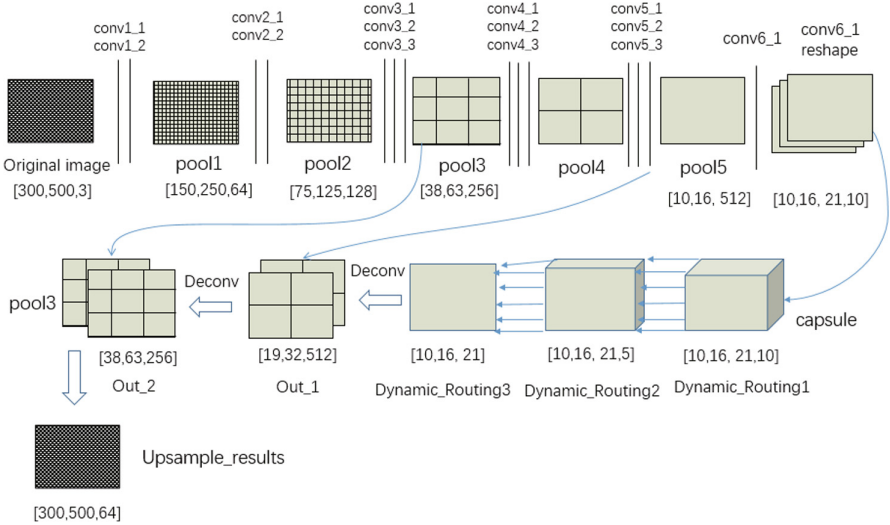 conv1_1
conv1_2
conv2_1
conv2_2
conv3_1
conv3_2
conv3_3
conv4_1
conv4_2
conv4_3
conv5_1
conv5_2
conv5_3
conv6_1
conv6_1
reshape
Original image
pool1
pool2
pool3
pool4
pool5
[300,500,3]
[150,250,64]
[75,125,128]
[38,63,256]
[10,16, 512]
[10,16, 21,10]
pool3
Deconv
Deconv
capsule
[38,63,256]
[19,32,512]
[10,16, 21]
[10,16, 21,5]
[10,16, 21,10]
Out_2
Out_1
Dynamic_Routing3
Dynamic_Routing2
Dynamic_Routing1
Upsample_results
[300,500,64]